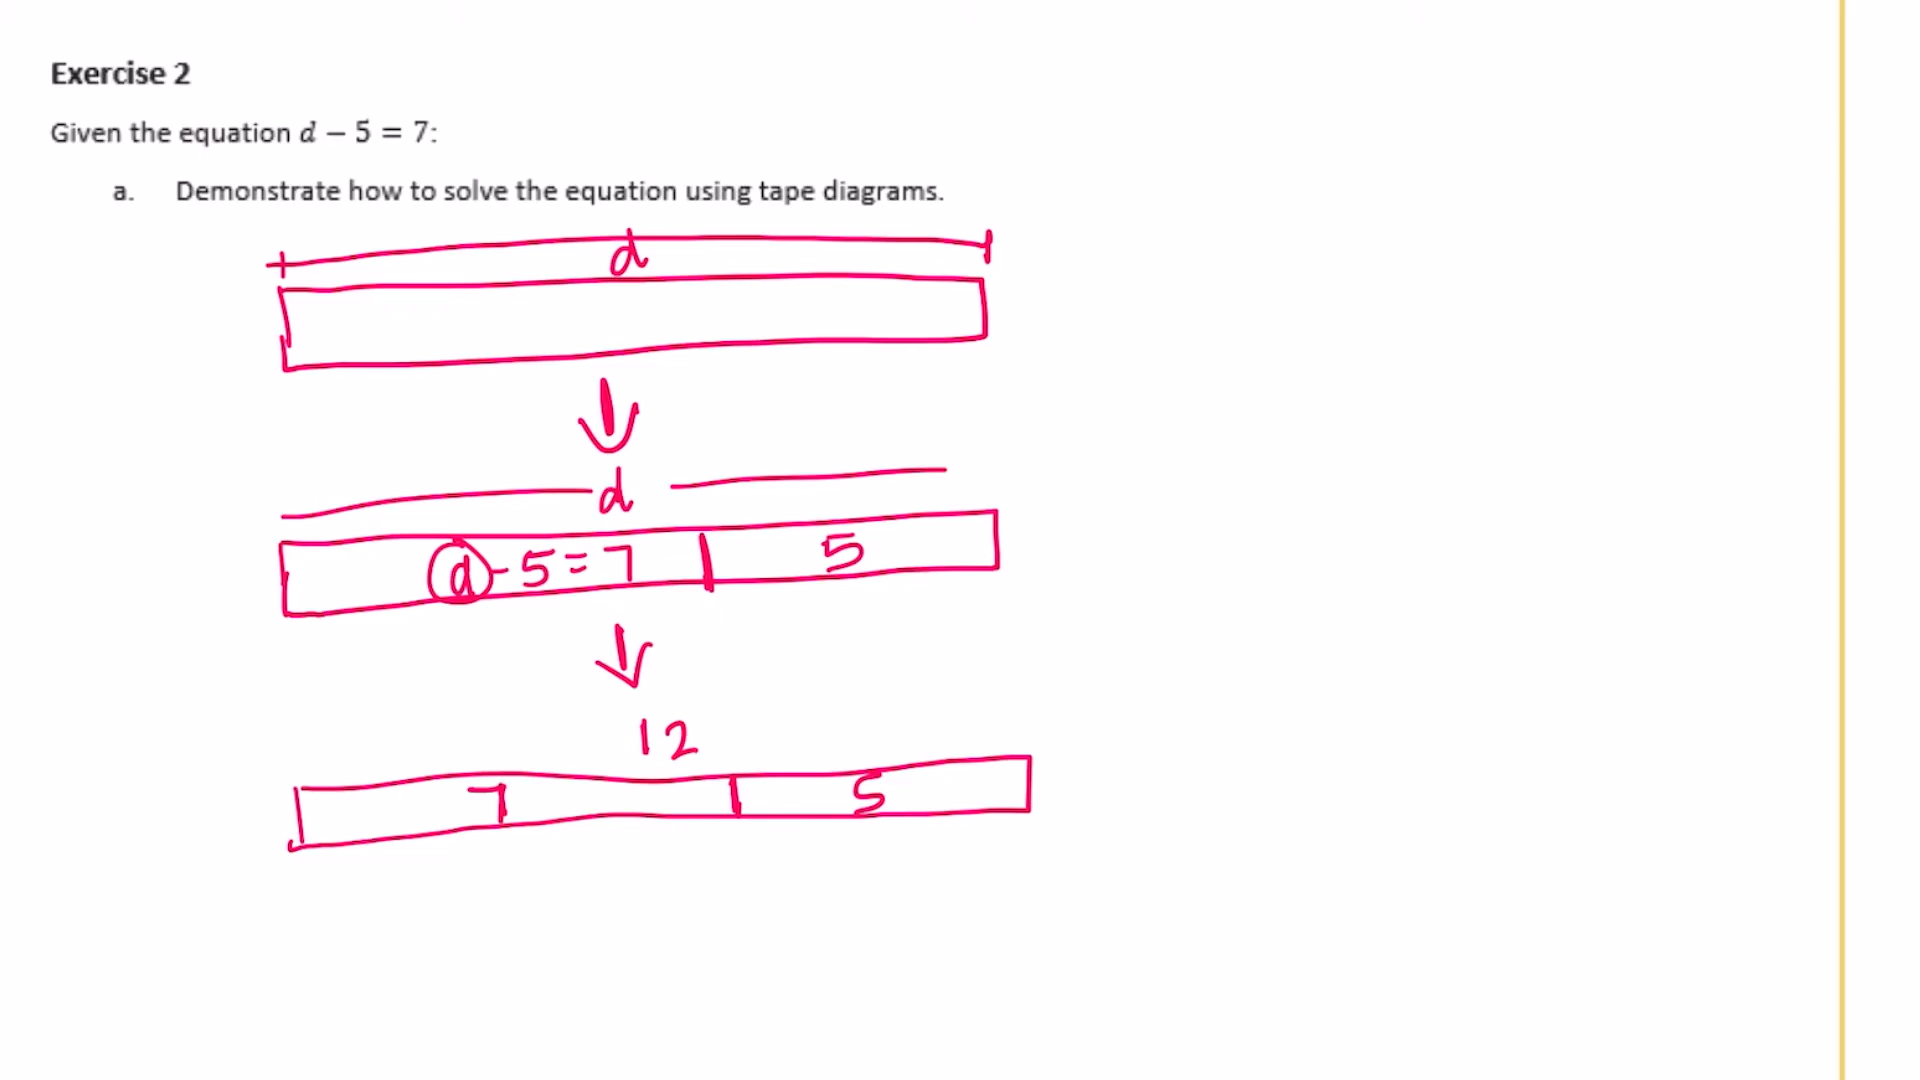 Exercise 2
Given the equation d − 5 = 7:
a. Demonstrate how to solve the equation using tape diagrams.
d
d
d - 5 = 7 5
12
7 5